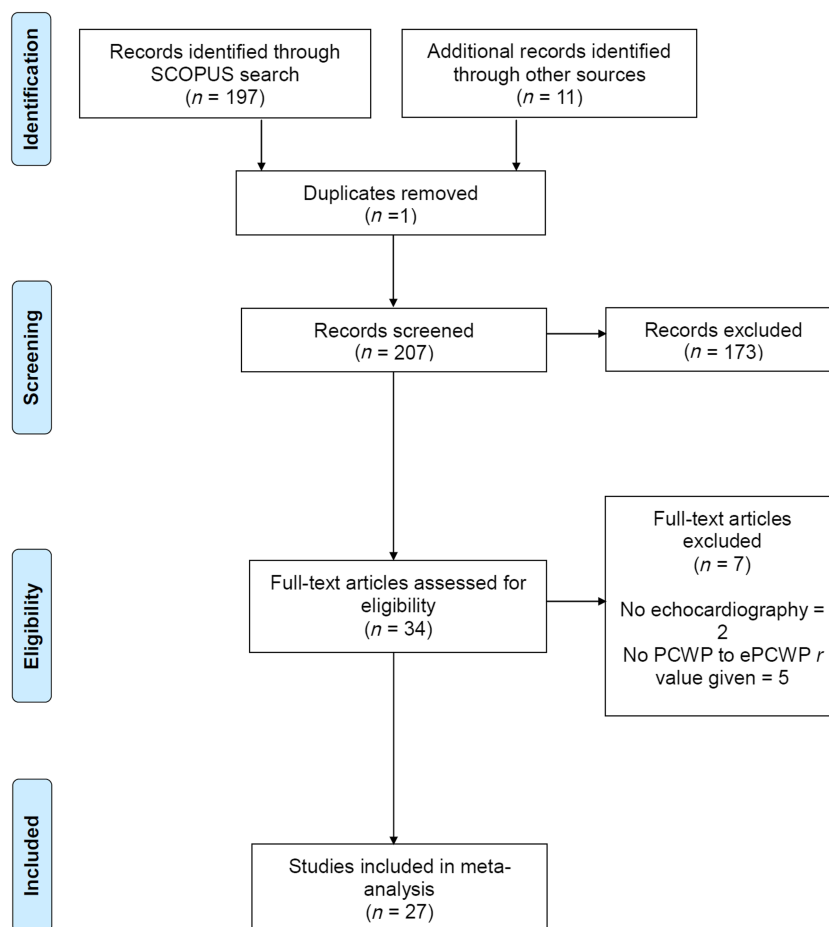 Identification
Records identified through
SCOPUS search
(n = 197)
Additional records identified
through other sources
(n = 11)
Duplicates removed
(n =1)
Screening
Records screened
(n = 207)
Records excluded
(n = 173)
Eligibility
Full-text articles assessed for
eligibility
(n = 34)
Full-text articles
excluded
(n = 7)
No echocardiography =
2
No PCWP to ePCWP r
value given = 5
Included
Studies included in meta-
analysis
(n = 27)